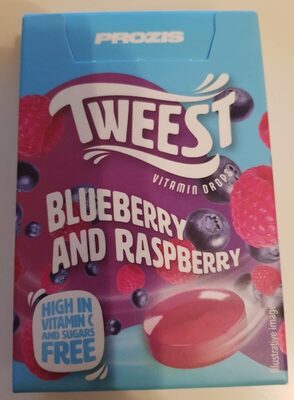 PROZIS
TWEEST
VITAMIN DROPS
BLUEBERRY
AND RASPBERRY
HIGH IN
VITAMIN C
AND SUGARS
FREE
Illustrative image